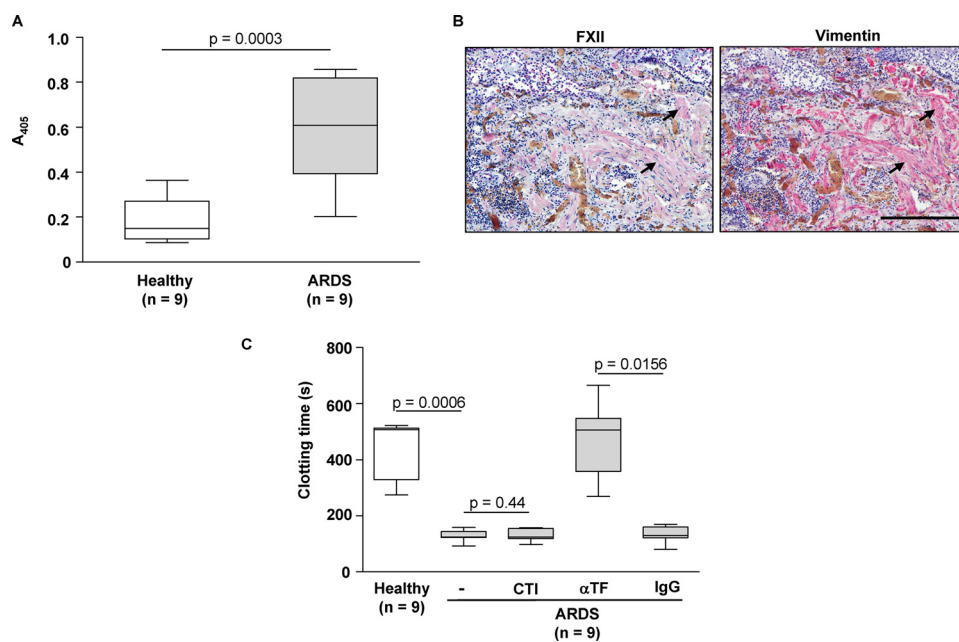 A
p = 0.0003
1.0
0.8
0.6
0.4
0.2
0
A405
Healthy
(n = 9)
ARDS
(n = 9)
B
FXII
Vimentin
C
800
600
400
200
0
Clotting time (s)
p = 0.0006
p = 0.44
p = 0.0156
Healthy
(n = 9)
-
CTI
αTF
IgG
ARDS
(n = 9)